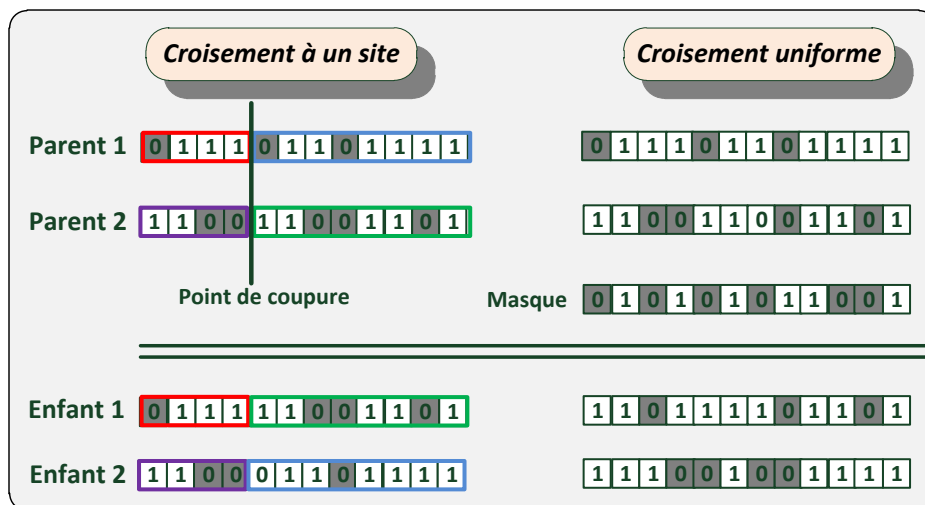 Croisement à un site Croisement uniforme
Parent 1 0 1 1 1 0 1 1 0 1 1 1 1 0 1 1 1 0 1 1 0 1 1 1 1
Parent 2 1 1 0 0 1 1 0 0 1 1 0 1 1 1 0 0 1 1 0 0 1 1 0 1
Point de coupure Masque 0 1 0 1 0 1 0 1 1 0 0 1
Enfant 1 0 1 1 1 1 1 0 0 1 1 0 1 1 1 0 1 1 1 1 0 1 1 0 1
Enfant 2 1 1 0 0 0 1 1 0 1 1 1 1 1 1 1 0 0 1 0 0 1 1 1 1